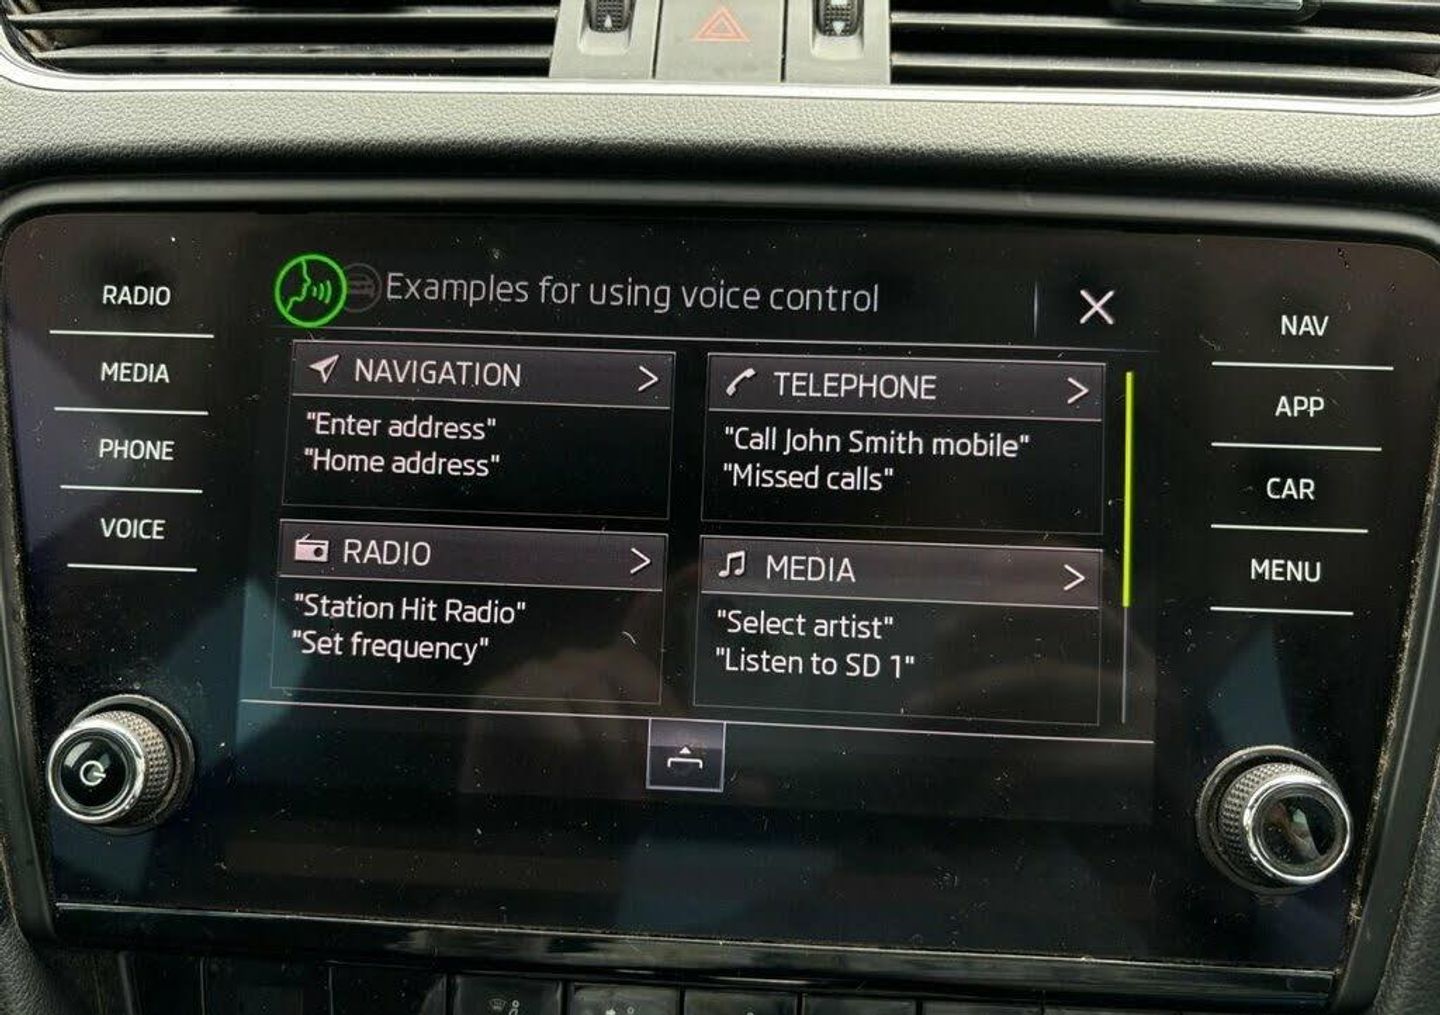 RADIO
MEDIA
PHONE
VOICE
Examples for using voice control
NAVIGATION
"Enter address"
"Home address"
TELEPHONE
"Call John Smith mobile"
"Missed calls"
RADIO
"Station Hit Radio"
"Set frequency"
MEDIA
"Select artist"
"Listen to SD 1"
NAV
APP
CAR
MENU